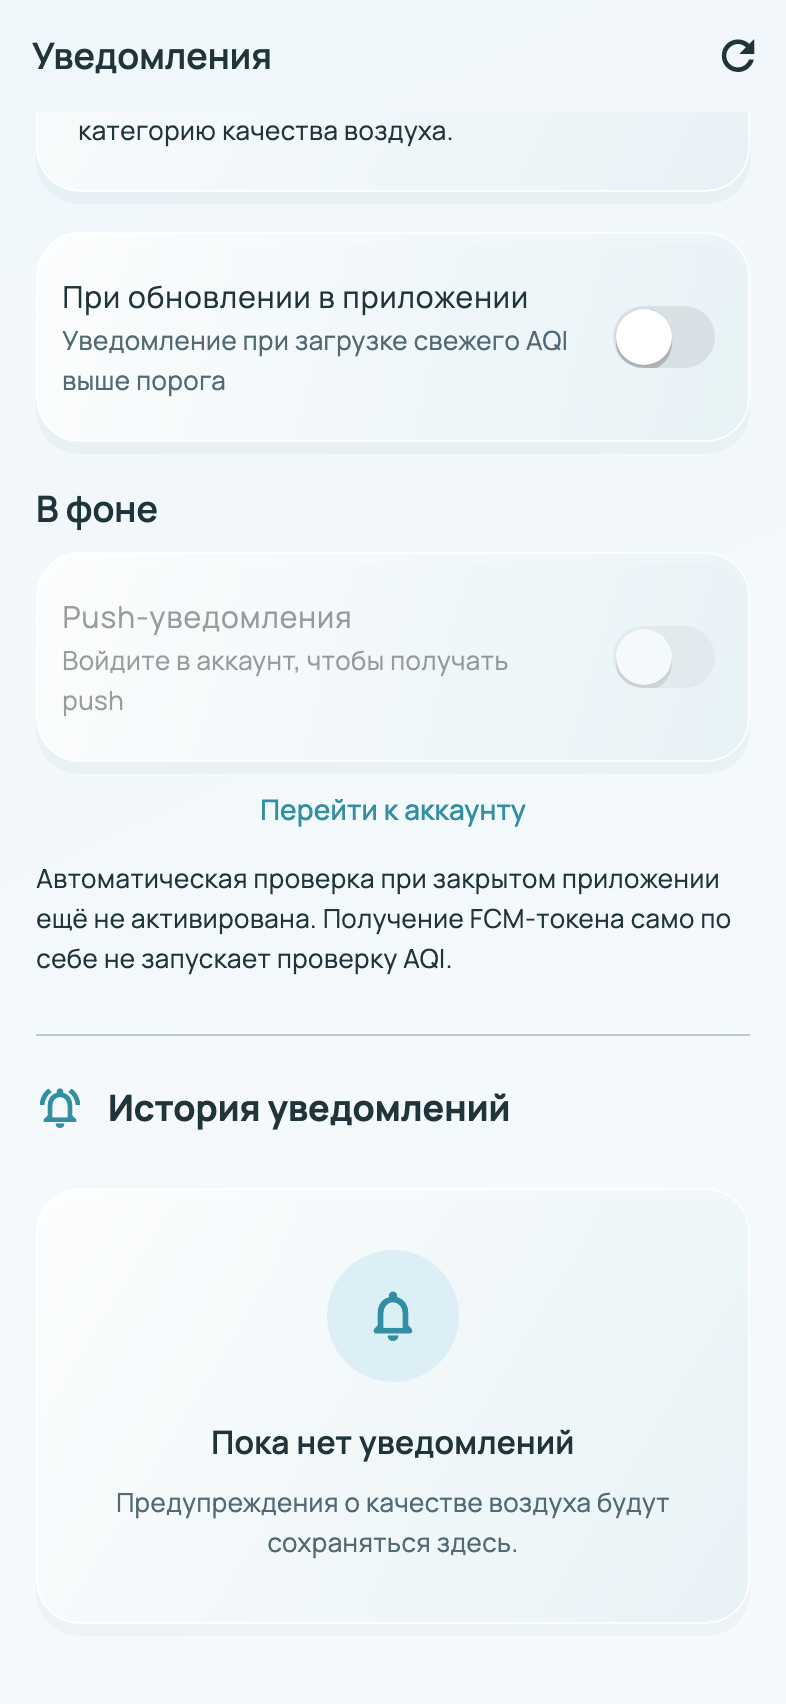 Уведомления
категорию качества воздуха.
При обновлении в приложении
Уведомление при загрузке свежего AQI
выше порога
В фоне
Push-уведомления
Войдите в аккаунт, чтобы получать
push
Перейти к аккаунту
Автоматическая проверка при закрытом приложении
ещё не активирована. Получение FCM-токена само по
себе не запускает проверку AQI.
История уведомлений
Пока нет уведомлений
Предупреждения о качестве воздуха будут
сохраняться здесь.